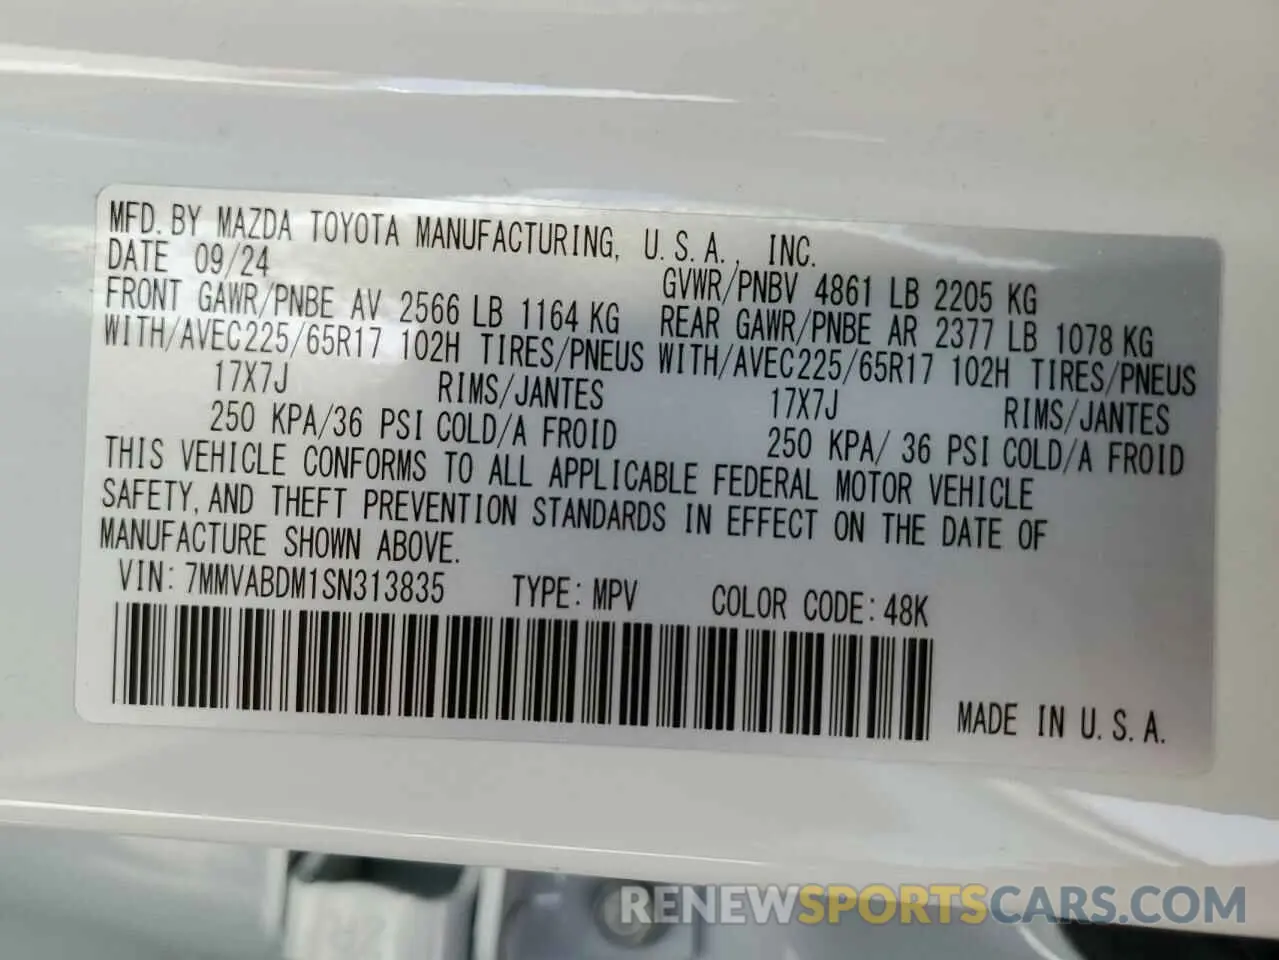 MFD. BY MAZDA TOYOTA MANUFACTURING, U.S.A., INC.
DATE 09/24 GVWR/PNBV 4861 LB 2205 KG
FRONT GAWR/PNBE AV 2566 LB 1164 KG REAR GAWR/PNBE AR 2377 LB 1078 KG
WITH/AVEC225/65R17 102H TIRES/PNEUS WITH/AVEC225/65R17 102H TIRES/PNEUS
17X7J RIMS/JANTES 17X7J RIMS/JANTES
250 KPA/36 PSI COLD/A FROID 250 KPA/ 36 PSI COLD/A FROID
THIS VEHICLE CONFORMS TO ALL APPLICABLE FEDERAL MOTOR VEHICLE
SAFETY, AND THEFT PREVENTION STANDARDS IN EFFECT ON THE DATE OF
MANUFACTURE SHOWN ABOVE.
VIN: 7MMVABDM1SN313835 TYPE: MPV COLOR CODE: 48K
MADE IN U.S.A.
RENEWSPORTSCARS.COM